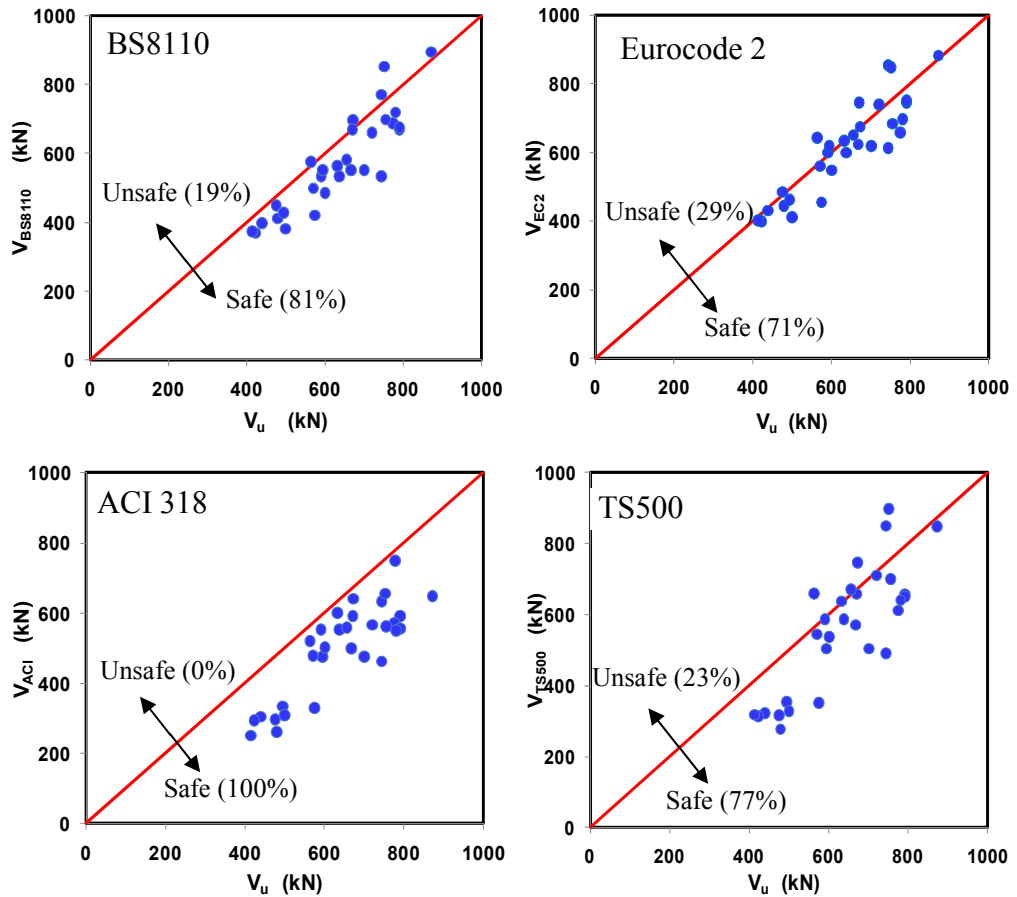 BS8110
1000
800
600
400
200
0
V_BS8110 (kN)
Unsafe (19%)
Safe (81%)
0 200 400 600 800 1000
V_u (kN)
Eurocode 2
1000
800
600
400
200
0
V_EC2 (kN)
Unsafe (29%)
Safe (71%)
0 200 400 600 800 1000
V_u (kN)
ACI 318
1000
800
600
400
200
0
V_ACI (kN)
Unsafe (0%)
Safe (100%)
0 200 400 600 800 1000
V_u (kN)
TS500
1000
800
600
400
200
0
V_TS500 (kN)
Unsafe (23%)
Safe (77%)
0 200 400 600 800 1000
V_u (kN)